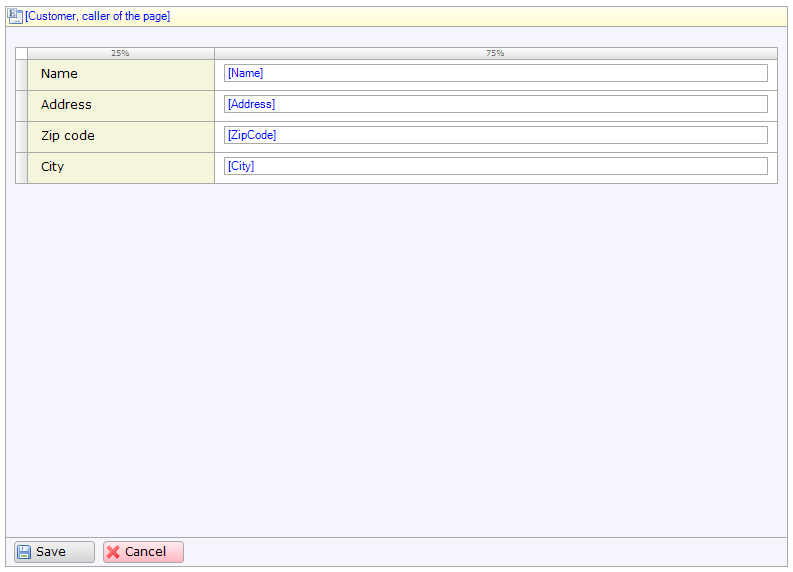 [Customer, caller of the page]
25% 75%
Name [Name]
Address [Address]
Zip code [ZipCode]
City [City]
Save Cancel